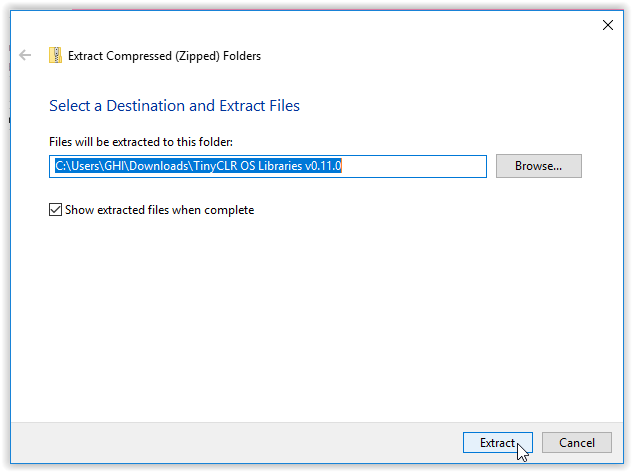 Extract Compressed (Zipped) Folders
Select a Destination and Extract Files
Files will be extracted to this folder:
C:\Users\GHI\Downloads\TinyCLR OS Libraries v0.11.0
Browse...
Show extracted files when complete
Extract
Cancel